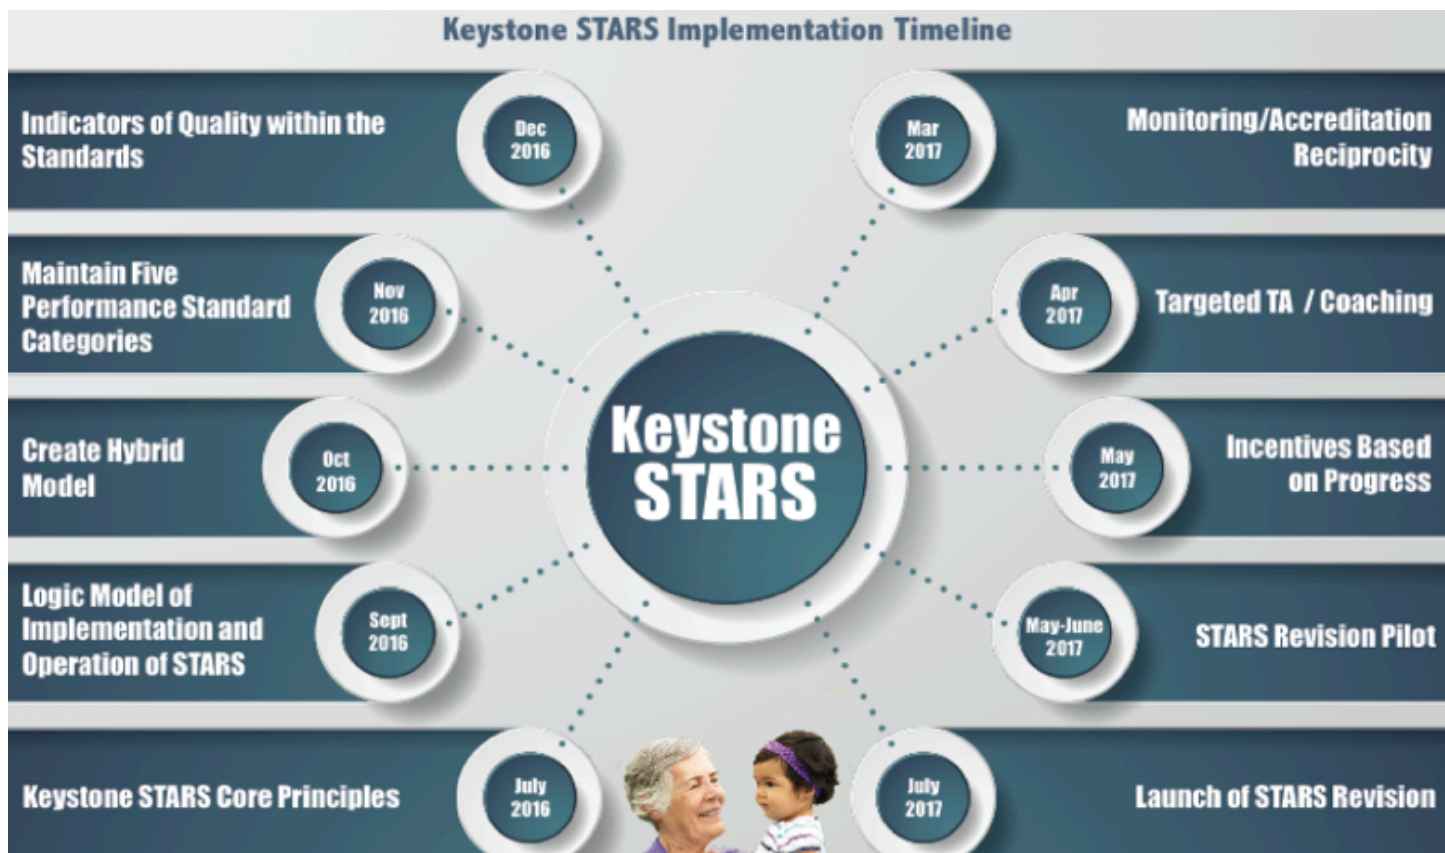 Keystone STARS Implementation Timeline
Indicators of Quality within the
Standards
Dec
2016
Maintain Five
Performance Standard
Categories
Nov
2016
Create Hybrid
Model
Oct
2016
Logic Model of
Implementation and
Operation of STARS
Sept
2016
Keystone STARS Core Principles
July
2016
Keystone
STARS
Mar
2017
Monitoring/Accreditation
Reciprocity
Apr
2017
Targeted TA / Coaching
May
2017
Incentives Based
on Progress
May-June
2017
STARS Revision Pilot
July
2017
Launch of STARS Revision